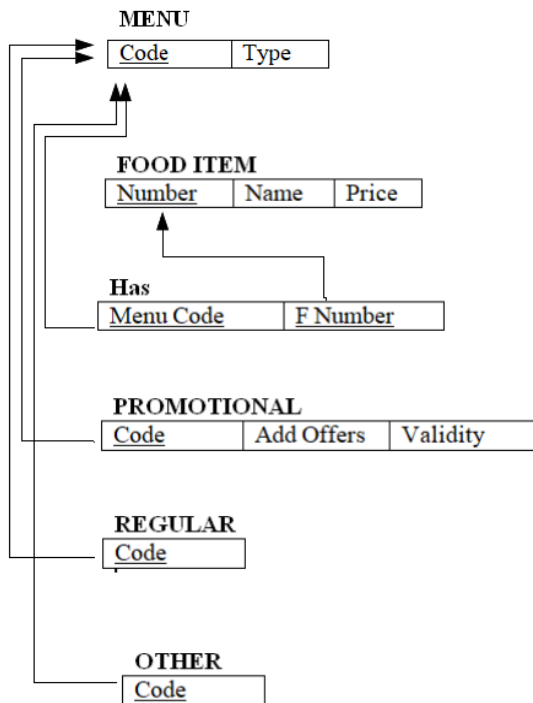 MENU
Code Type
FOOD ITEM
Number Name Price
Has
Menu Code F Number
PROMOTIONAL
Code Add Offers Validity
REGULAR
Code
OTHER
Code